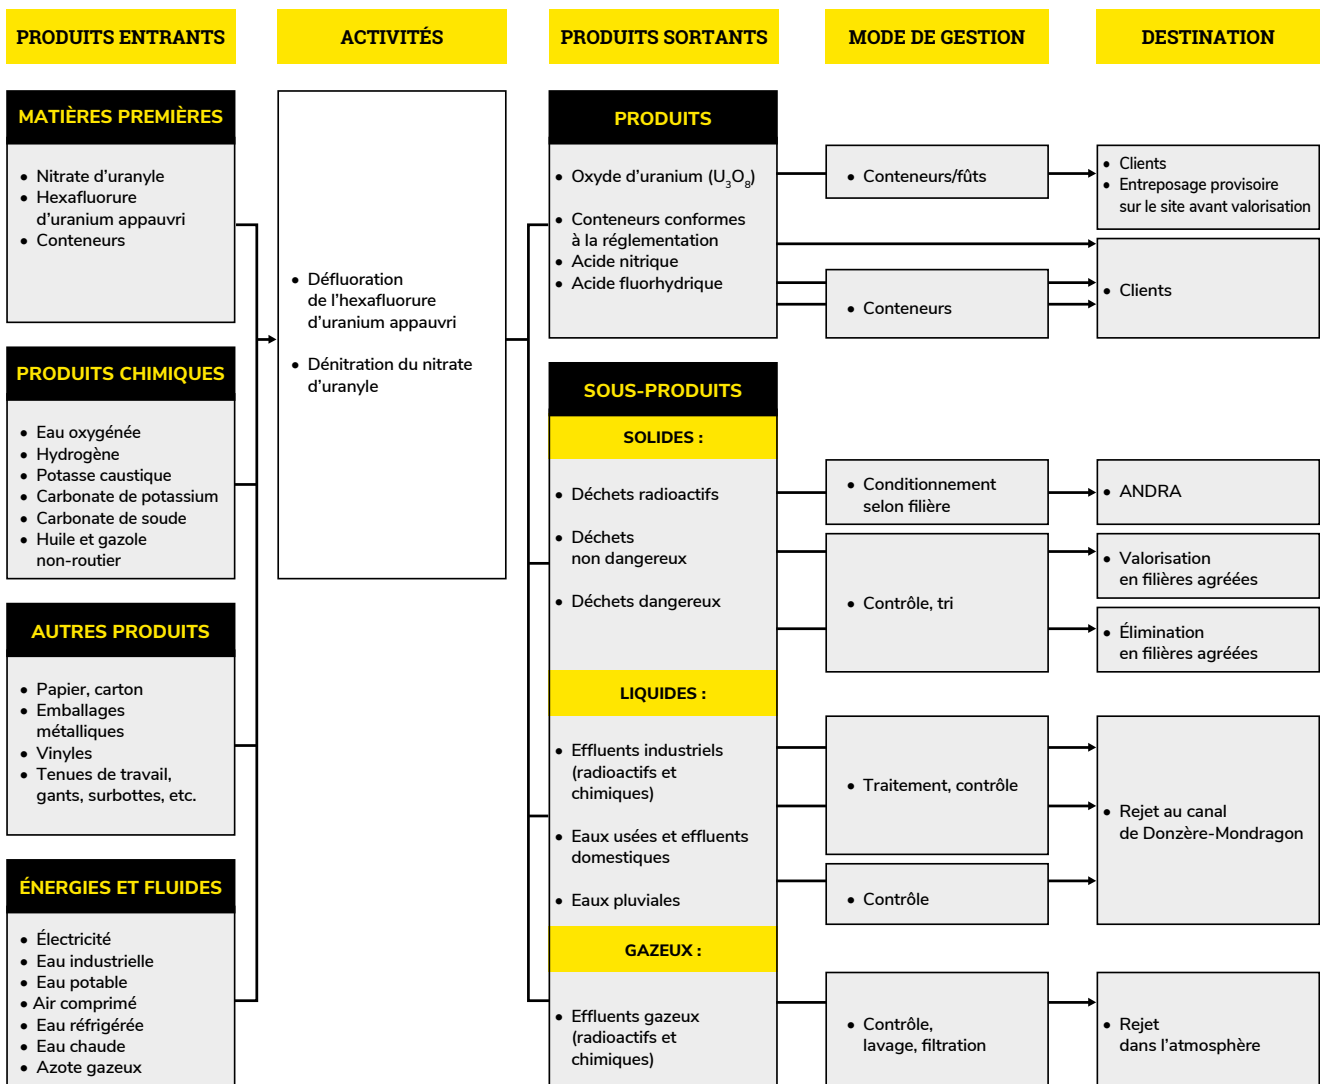 PRODUITS ENTRANTS
ACTIVITÉS
PRODUITS SORTANTS
MODE DE GESTION
DESTINATION
MATIÈRES PREMIÈRES
• Nitrate d'uranyle
• Hexafluorure
d'uranium appauvri
• Conteneurs
PRODUITS CHIMIQUES
• Eau oxygénée
• Hydrogène
• Potasse caustique
• Carbonate de potassium
• Carbonate de soude
• Huile et gazole
non-routier
AUTRES PRODUITS
• Papier, carton
• Emballages
métalliques
• Vinyles
• Tenues de travail,
gants, surbottes, etc.
ÉNERGIES ET FLUIDES
• Électricité
• Eau industrielle
• Eau potable
• Air comprimé
• Eau réfrigérée
• Eau chaude
• Azote gazeux
• Défluoration
de l'hexafluorure
d'uranium appauvri
• Dénitration du nitrate
d'uranyle
PRODUITS
• Oxyde d'uranium (U₃O₈)
• Conteneurs conformes
à la réglementation
• Acide nitrique
• Acide fluorhydrique
SOUS-PRODUITS
SOLIDES :
• Déchets radioactifs
• Déchets
non dangereux
• Déchets dangereux
LIQUIDES :
• Effluents industriels
(radioactifs et
chimiques)
• Eaux usées et effluents
domestiques
• Eaux pluviales
GAZEUX :
• Effluents gazeux
(radioactifs et
chimiques)
• Conteneurs/fûts
• Conteneurs
• Conditionnement
selon filière
• Contrôle, tri
• Traitement, contrôle
• Contrôle
• Contrôle,
lavage, filtration
• Clients
• Entreposage provisoire
sur le site avant valorisation
• Clients
• ANDRA
• Valorisation
en filières agréées
• Élimination
en filières agréées
• Rejet au canal
de Donzère-Mondragon
• Rejet
dans l'atmosphère